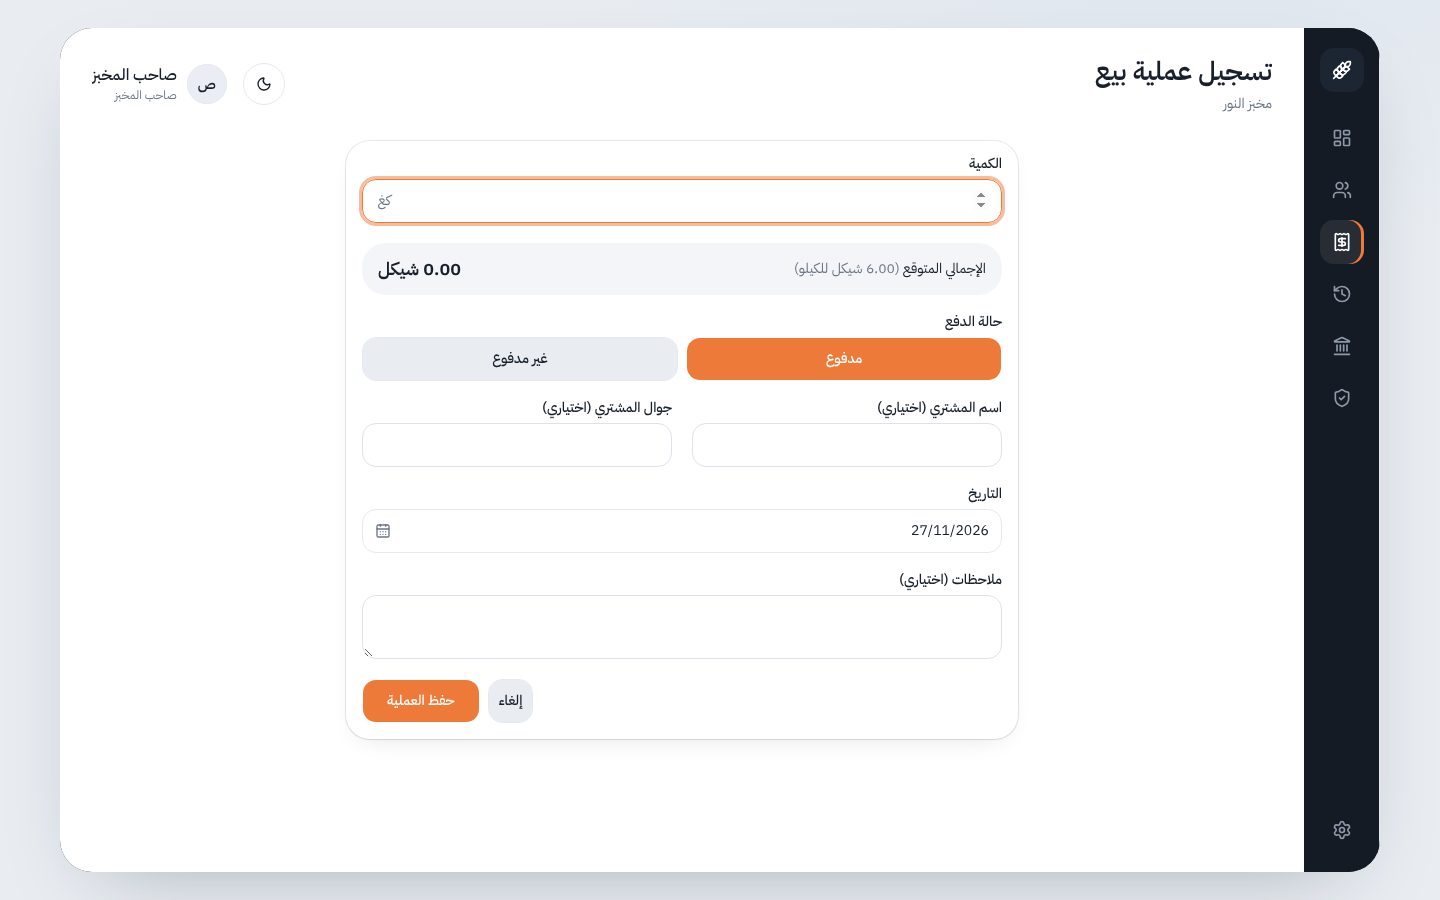 تسجيل عملية بيع
مخبز النور
ص
صاحب المخبز
صاحب المخبز
الكمية
كغ
الإجمالي المتوقع (6.00 شيكل للكيلو)
0.00 شيكل
حالة الدفع
مدفوع
غير مدفوع
اسم المشتري (اختياري)
جوال المشتري (اختياري)
التاريخ
27/11/2026
ملاحظات (اختياري)
إلغاء
حفظ العملية